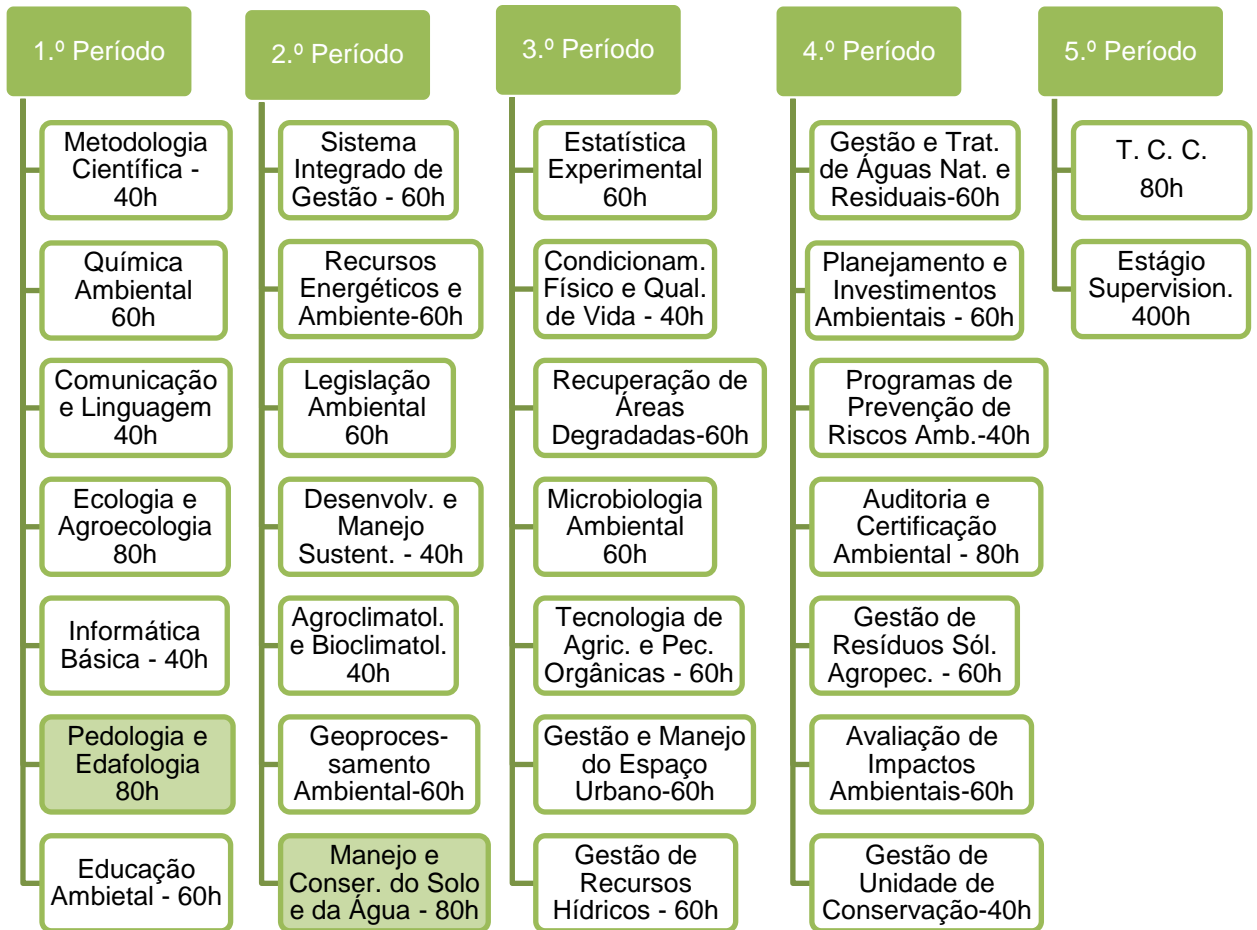 1.º Período
Metodologia
Científica -
40h
Química
Ambiental
60h
Comunicação
e Linguagem
40h
Ecologia e
Agroecologia
80h
Informática
Básica - 40h
Pedologia e
Edafologia
80h
Educação
Ambietal - 60h
2.º Período
Sistema
Integrado de
Gestão - 60h
Recursos
Energéticos e
Ambiente-60h
Legislação
Ambiental
60h
Desenvolv. e
Manejo
Sustent. - 40h
Agroclimatol.
e Bioclimatol.
40h
Geoproces-
samento
Ambiental-60h
Manejo e
Conser. do Solo
e da Água - 80h
3.º Período
Estatística
Experimental
60h
Condicionam.
Físico e Qual.
de Vida - 40h
Recuperação de
Áreas
Degradadas-60h
Microbiologia
Ambiental
60h
Tecnologia de
Agric. e Pec.
Orgânicas - 60h
Gestão e Manejo
do Espaço
Urbano-60h
Gestão de
Recursos
Hídricos - 60h
4.º Período
Gestão e Trat.
de Águas Nat. e
Residuais-60h
Planejamento e
Investimentos
Ambientais - 60h
Programas de
Prevenção de
Riscos Amb.-40h
Auditoria e
Certificação
Ambiental - 80h
Gestão de
Resíduos Sól.
Agropec. - 60h
Avaliação de
Impactos
Ambientais-60h
Gestão de
Unidade de
Conservação-40h
5.º Período
T. C. C.
80h
Estágio
Supervision.
400h